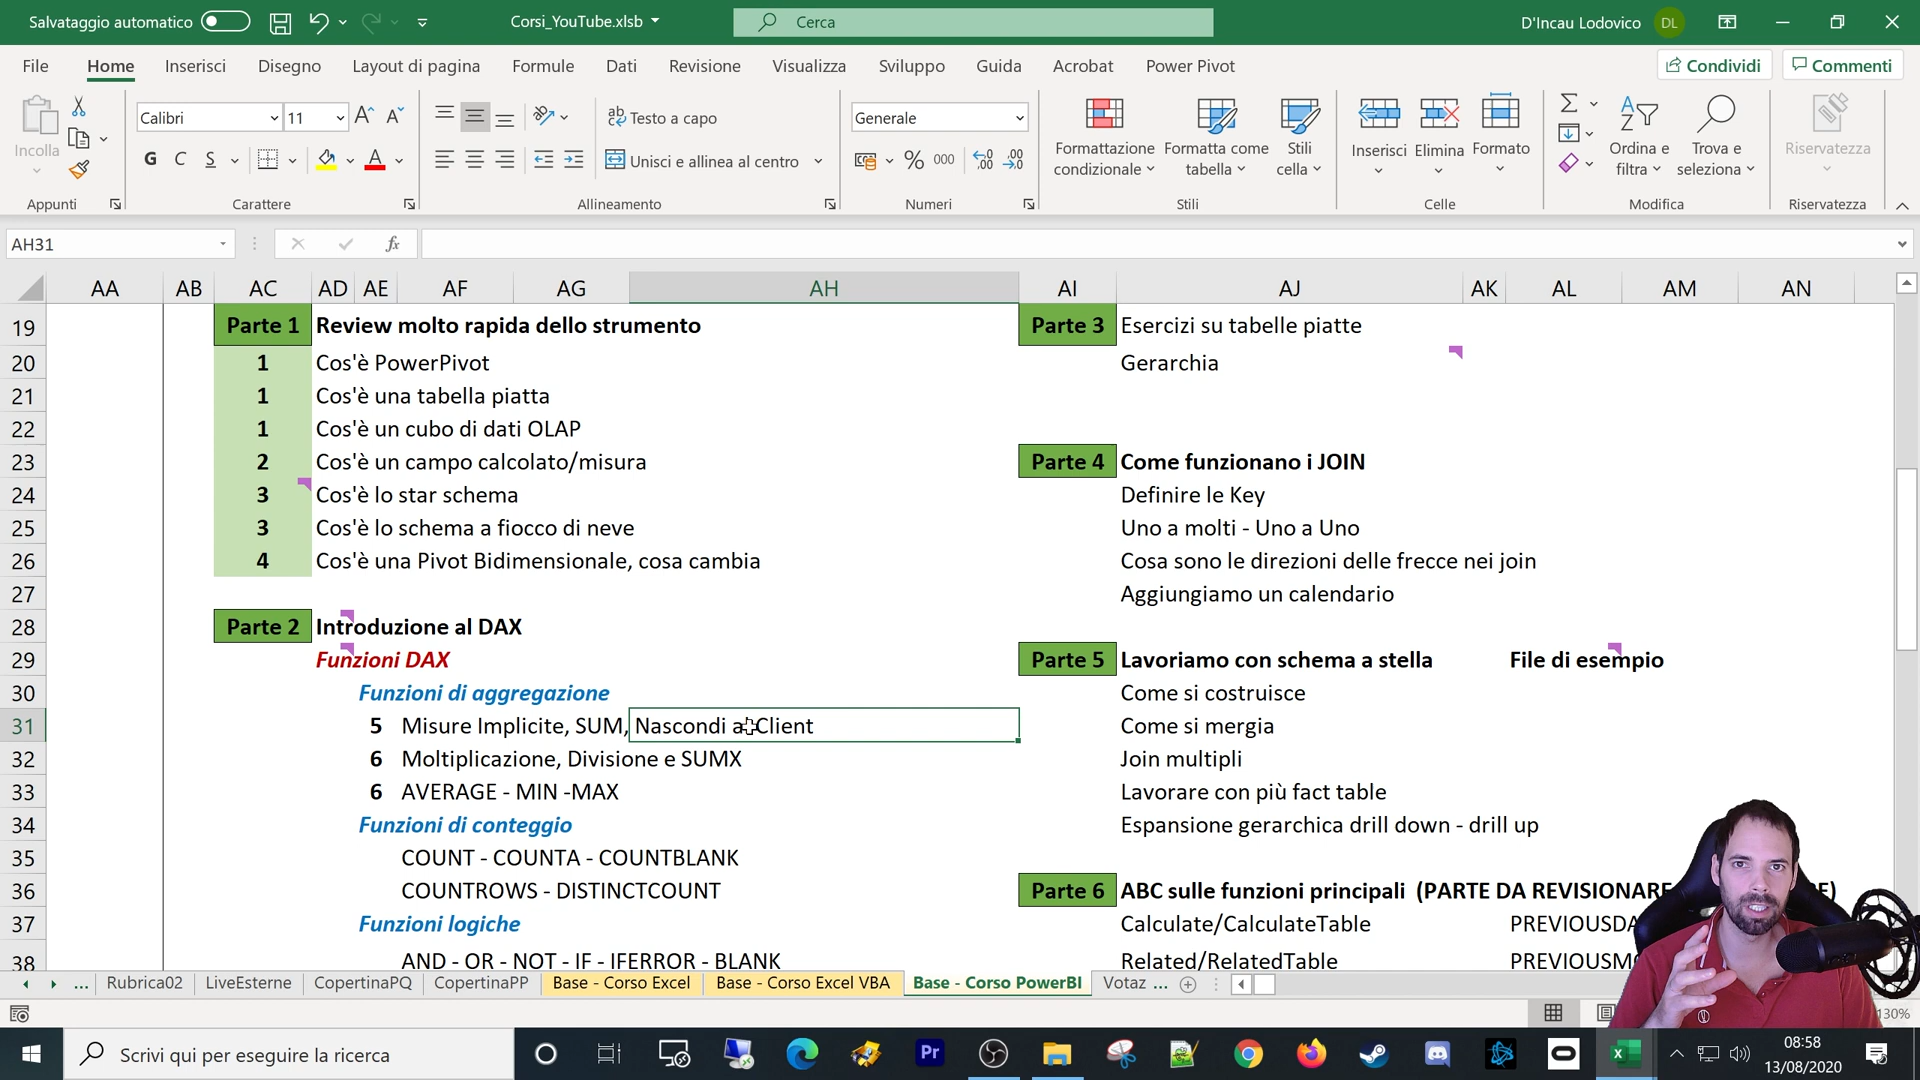 Salvataggio automatico
Corsi_YouTube.xlsb
Cerca
D'Incau Lodovico
DL
File
Home
Inserisci
Disegno
Layout di pagina
Formule
Dati
Revisione
Visualizza
Sviluppo
Guida
Acrobat
Power Pivot
Condividi
Commenti
Incolla
Calibri
11
G C S
Testo a capo
Unisci e allinea al centro
Generale
% 000
Formattazione condizionale
Formatta come tabella
Stili cella
Inserisci
Elimina
Formato
Ordina e filtra
Trova e seleziona
Riservatezza
Appunti
Carattere
Allineamento
Numeri
Stili
Celle
Modifica
Riservatezza
AH31
fx
AA AB AC AD AE AF AG AH AI AJ AK AL AM AN
19 Parte 1 Review molto rapida dello strumento Parte 3 Esercizi su tabelle piatte
20 1 Cos'è PowerPivot Gerarchia
21 1 Cos'è una tabella piatta
22 1 Cos'è un cubo di dati OLAP
23 2 Cos'è un campo calcolato/misura Parte 4 Come funzionano i JOIN
24 3 Cos'è lo star schema Definire le Key
25 3 Cos'è lo schema a fiocco di neve Uno a molti - Uno a Uno
26 4 Cos'è una Pivot Bidimensionale, cosa cambia Cosa sono le direzioni delle frecce nei join
27 Aggiungiamo un calendario
28 Parte 2 Introduzione al DAX
29 Funzioni DAX Parte 5 Lavoriamo con schema a stella File di esempio
30 Funzioni di aggregazione Come si costruisce
31 5 Misure Implicite, SUM, Nascondi a Client Come si mergia
32 6 Moltiplicazione, Divisione e SUMX Join multipli
33 6 AVERAGE - MIN -MAX Lavorare con più fact table
34 Funzioni di conteggio Espansione gerarchica drill down - drill up
35 COUNT - COUNTA - COUNTBLANK
36 COUNTROWS - DISTINCTCOUNT Parte 6 ABC sulle funzioni principali (PARTE DA REVISIONARE
37 Funzioni logiche Calculate/CalculateTable PREVIOUSDA
38 AND - OR - NOT - IF - IFERROR - BLANK Related/RelatedTable PREVIOUSMO
... Rubrica02 LiveEsterne CopertinaPQ CopertinaPP Base - Corso Excel Base - Corso Excel VBA Base - Corso PowerBI Votaz ...
130%
Scrivi qui per eseguire la ricerca
Pr
08:58
13/08/2020